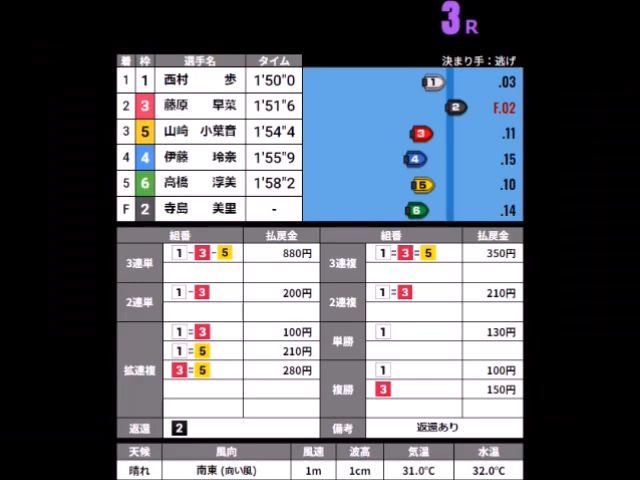 3R
着 枠 選手名 タイム 決まり手：逃げ
1 1 西村 歩 1'50"0 1 .03
2 3 藤原 早菜 1'51"6 2 F.02
3 5 山崎 小葉音 1'54"4 3 .11
4 4 伊藤 玲奈 1'55"9 4 .15
5 6 高橋 淳美 1'58"2 5 .10
F 2 寺島 美里 - 6 .14
組番 払戻金 組番 払戻金
3連単 1-3-5 880円 3連複 1=3=5 350円
2連単 1-3 200円 2連複 1=3 210円
拡連複 1=3 100円 単勝 1 130円
1=5 210円
3=5 280円 複勝 1 100円
3 150円
返還 2 備考 返還あり
天候 風向 風速 波高 気温 水温
晴れ 南東 (向い風) 1m 1cm 31.0℃ 32.0℃